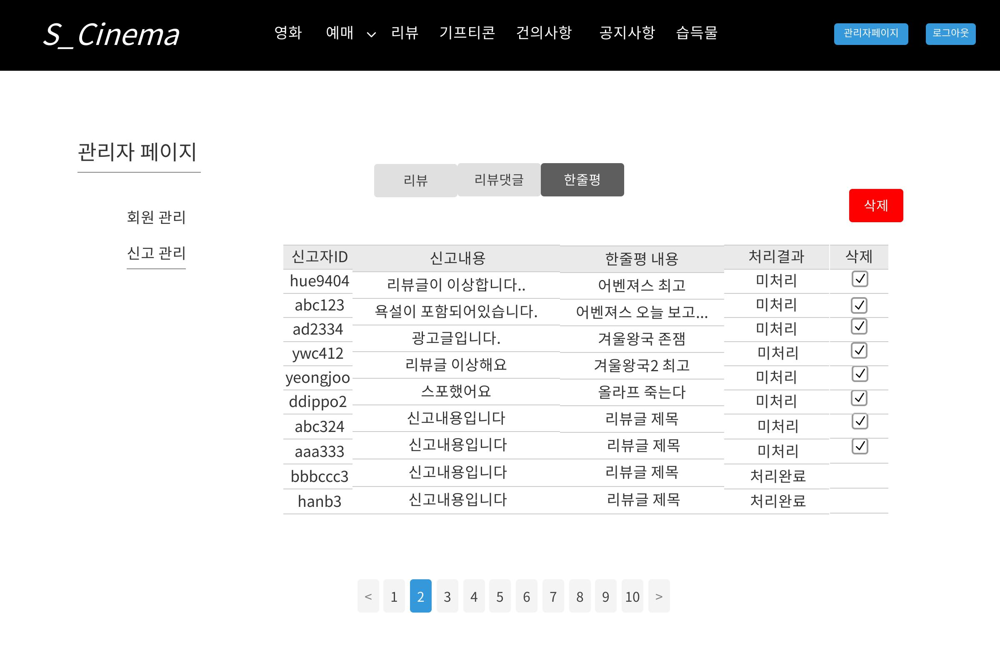 S_Cinema 영화 예매 리뷰 기프티콘 건의사항 공지사항 습득물 관리자페이지 로그아웃
관리자 페이지
회원 관리
신고 관리
리뷰 리뷰댓글 한줄평
삭제
신고자ID 신고내용 한줄평 내용 처리결과 삭제
hue9404 리뷰글이 이상합니다.. 어벤져스 최고 미처리
abc123 욕설이 포함되어있습니다. 어벤져스 오늘 보고... 미처리
ad2334 광고글입니다. 겨울왕국 존잼 미처리
ywc412 리뷰글 이상해요 겨울왕국2 최고 미처리
yeongjoo 스포했어요 올라프 죽는다 미처리
ddippo2 신고내용입니다 리뷰글 제목 미처리
abc324 신고내용입니다 리뷰글 제목 미처리
aaa333 신고내용입니다 리뷰글 제목 미처리
bbbccc3 신고내용입니다 리뷰글 제목 처리완료
hanb3 처리완료
< 1 2 3 4 5 6 7 8 9 10 >